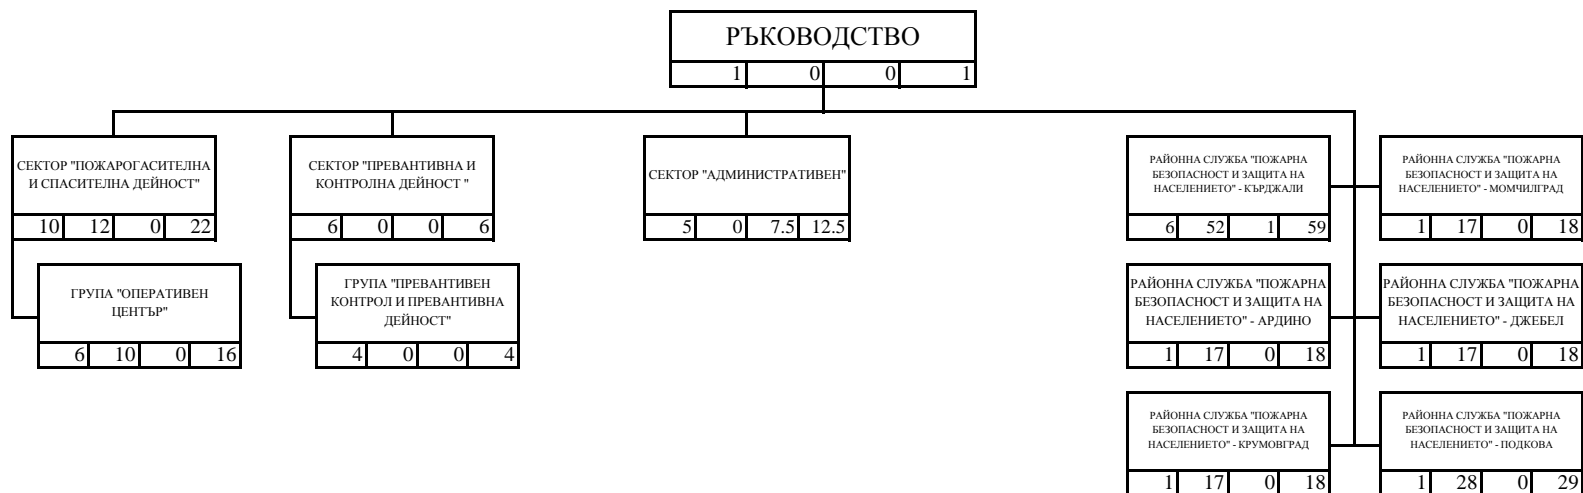 РЪКОВОДСТВО
1 0 0 1
СЕКТОР "ПОЖАРОГАСИТЕЛНА
И СПАСИТЕЛНА ДЕЙНОСТ"
10 12 0 22
ГРУПА "ОПЕРАТИВЕН
ЦЕНТЪР"
6 10 0 16
СЕКТОР "ПРЕВАНТИВНА И
КОНТРОЛНА ДЕЙНОСТ "
6 0 0 6
ГРУПА "ПРЕВАНТИВЕН
КОНТРОЛ И ПРЕВАНТИВНА
ДЕЙНОСТ"
4 0 0 4
СЕКТОР "АДМИНИСТРАТИВЕН"
5 0 7.5 12.5
РАЙОННА СЛУЖБА "ПОЖАРНА
БЕЗОПАСНОСТ И ЗАЩИТА НА
НАСЕЛЕНИЕТО" - КЪРДЖАЛИ
6 52 1 59
РАЙОННА СЛУЖБА "ПОЖАРНА
БЕЗОПАСНОСТ И ЗАЩИТА НА
НАСЕЛЕНИЕТО" - МОМЧИЛГРАД
1 17 0 18
РАЙОННА СЛУЖБА "ПОЖАРНА
БЕЗОПАСНОСТ И ЗАЩИТА НА
НАСЕЛЕНИЕТО" - АРДИНО
1 17 0 18
РАЙОННА СЛУЖБА "ПОЖАРНА
БЕЗОПАСНОСТ И ЗАЩИТА НА
НАСЕЛЕНИЕТО" - ДЖЕБЕЛ
1 17 0 18
РАЙОННА СЛУЖБА "ПОЖАРНА
БЕЗОПАСНОСТ И ЗАЩИТА НА
НАСЕЛЕНИЕТО" - КРУМОВГРАД
1 17 0 18
РАЙОННА СЛУЖБА "ПОЖАРНА
БЕЗОПАСНОСТ И ЗАЩИТА НА
НАСЕЛЕНИЕТО" - ПОДКОВА
1 28 0 29